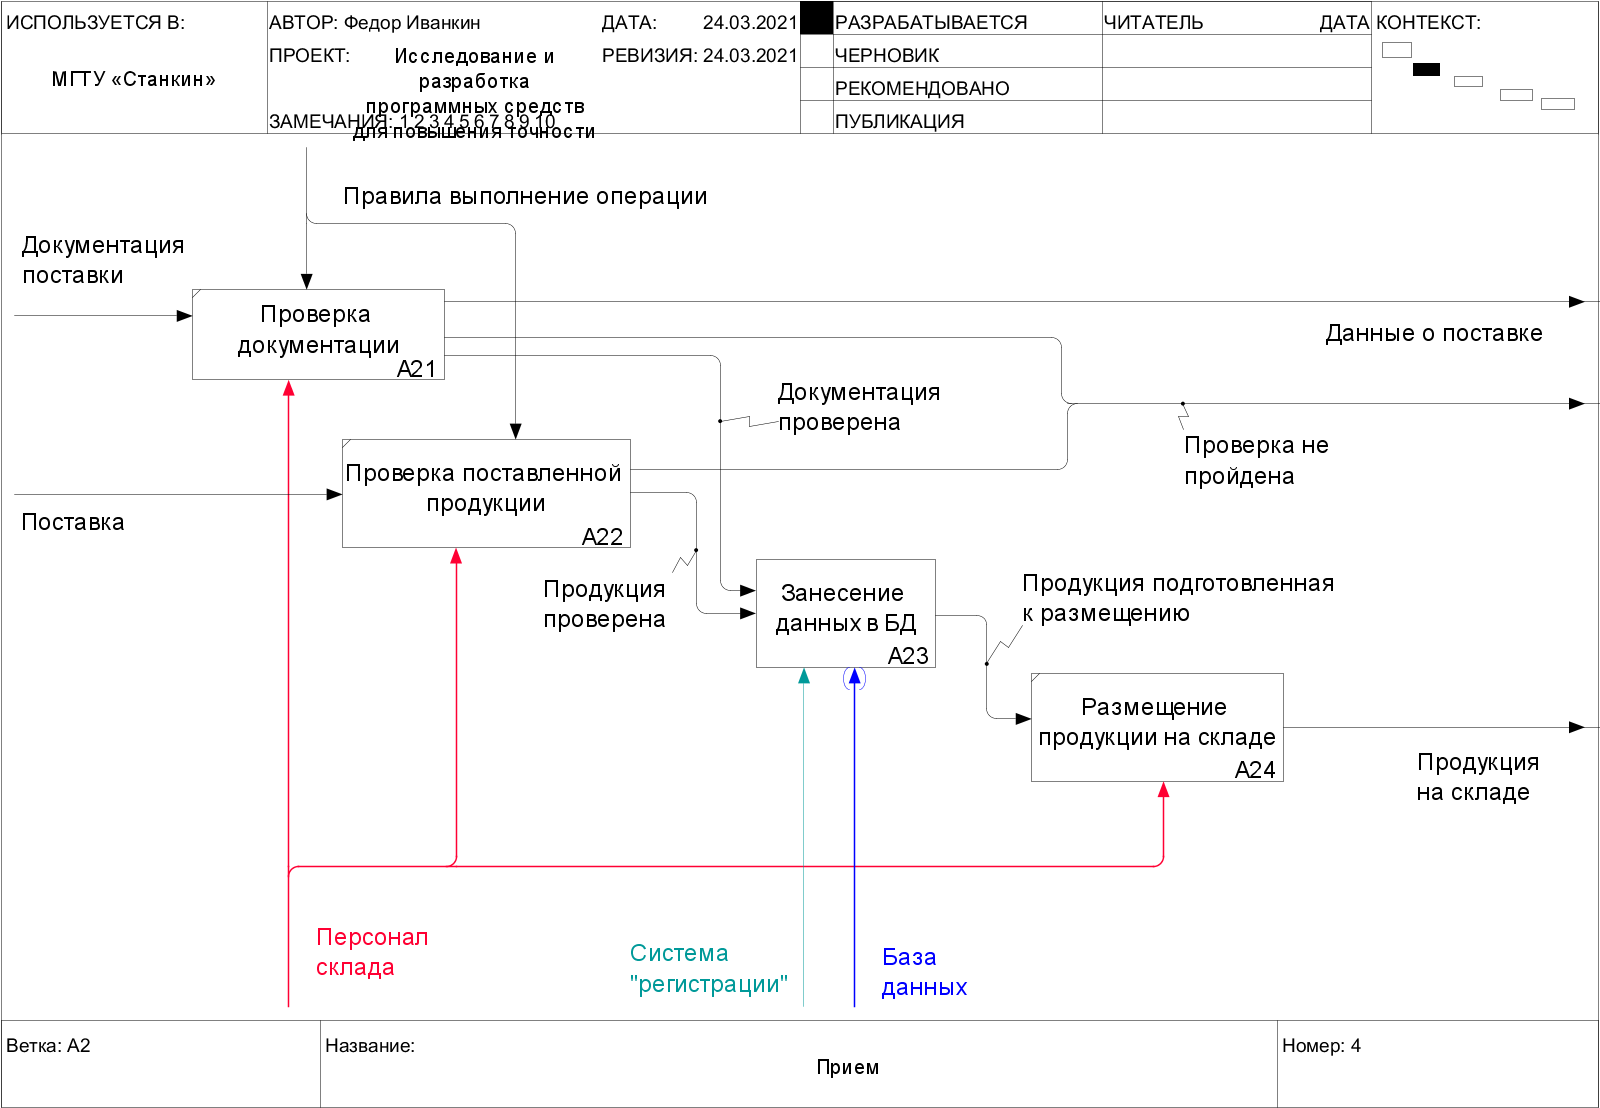 ИСПОЛЬЗУЕТСЯ В:
МГТУ «Станкин»
АВТОР: Федор Иванкин
ДАТА: 24.03.2021
ПРОЕКТ:
Исследование и
разработка
программных средств
для повышения точности
РЕВИЗИЯ: 24.03.2021
ЗАМЕЧАНИЯ: 1 2 3 4 5 6 7 8 9 10
РАЗРАБАТЫВАЕТСЯ
ЧЕРНОВИК
РЕКОМЕНДОВАНО
ПУБЛИКАЦИЯ
ЧИТАТЕЛЬ
ДАТА
КОНТЕКСТ:
Правила выполнение операции
Документация
поставки
Проверка
документации
A21
Данные о поставке
Документация
проверена
Проверка не
пройдена
Проверка поставленной
продукции
A22
Поставка
Продукция
проверена
Занесение
данных в БД
A23
Продукция подготовленная
к размещению
Размещение
продукции на складе
A24
Продукция
на складе
Персонал
склада
Система
"регистрации"
База
данных
Ветка: A2
Название:
Прием
Номер: 4